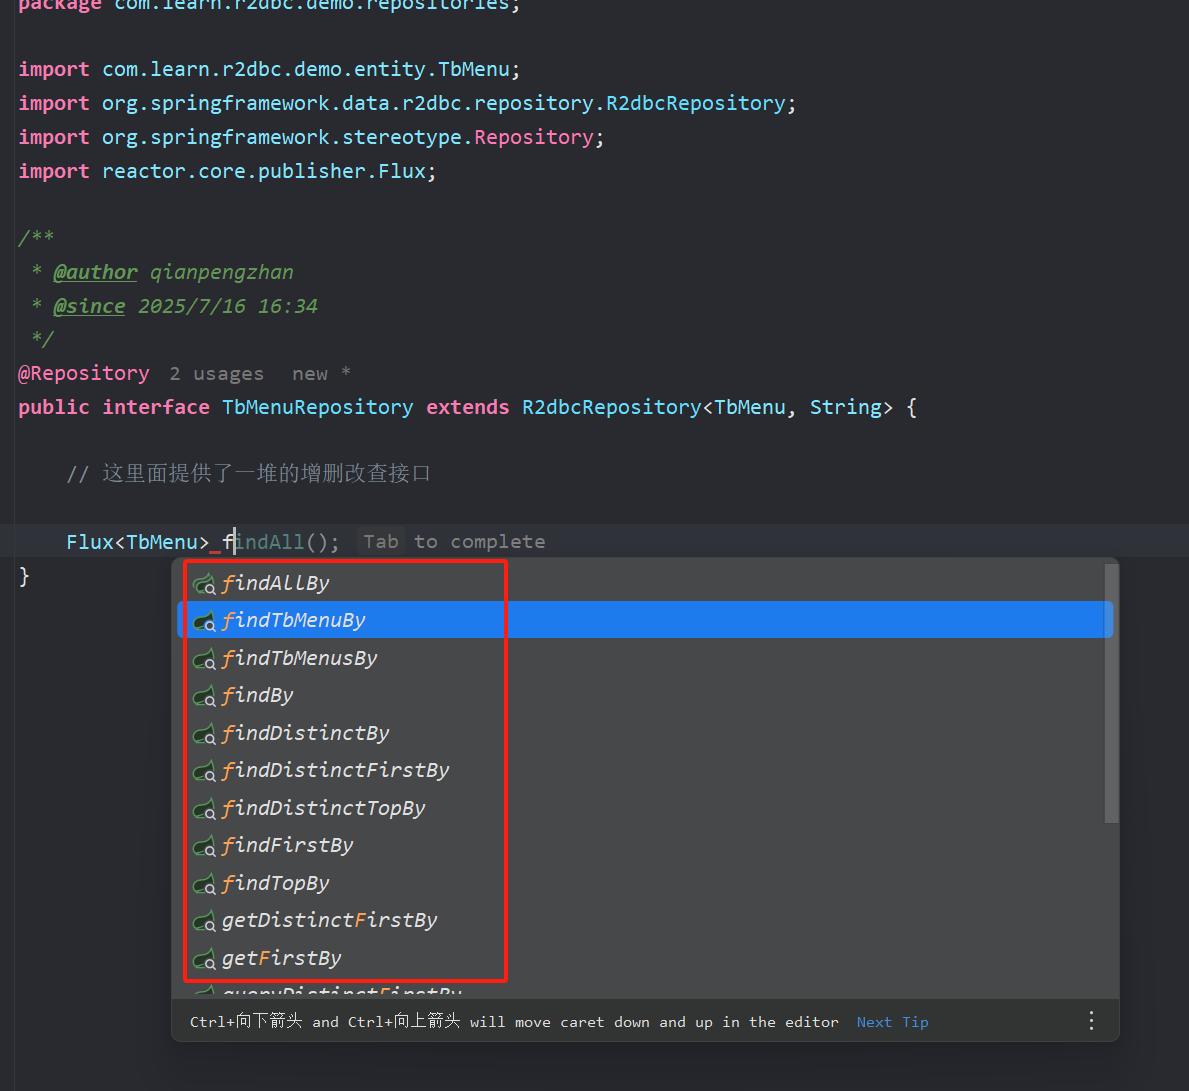 package com.learn.r2dbc.demo.repositories;
import com.learn.r2dbc.demo.entity.TbMenu;
import org.springframework.data.r2dbc.repository.R2dbcRepository;
import org.springframework.stereotype.Repository;
import reactor.core.publisher.Flux;
/**
* @author qianpengzhan
* @since 2025/7/16 16:34
*/
@Repository 2 usages new *
public interface TbMenuRepository extends R2dbcRepository<TbMenu, String> {
// 这里面提供了一堆的增删改查接口
Flux<TbMenu> findAll(); Tab to complete
}
findAllBy
findTbMenuBy
findTbMenusBy
findBy
findDistinctBy
findDistinctFirstBy
findDistinctTopBy
findFirstBy
findTopBy
getDistinctFirstBy
getFirstBy
queryDistinctFirstBy
Ctrl+向下箭头 and Ctrl+向上箭头 will move caret down and up in the editor Next Tip